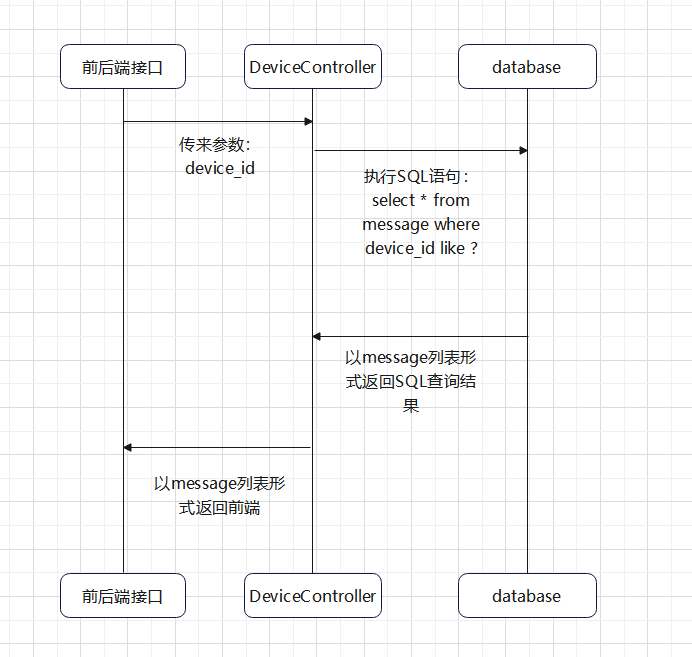 前后端接口
DeviceController
database
传来参数：
device_id
执行SQL语句：
select * from
message where
device_id like ?
以message列表形
式返回SQL查询结
果
以message列表形
式返回前端
前后端接口
DeviceController
database